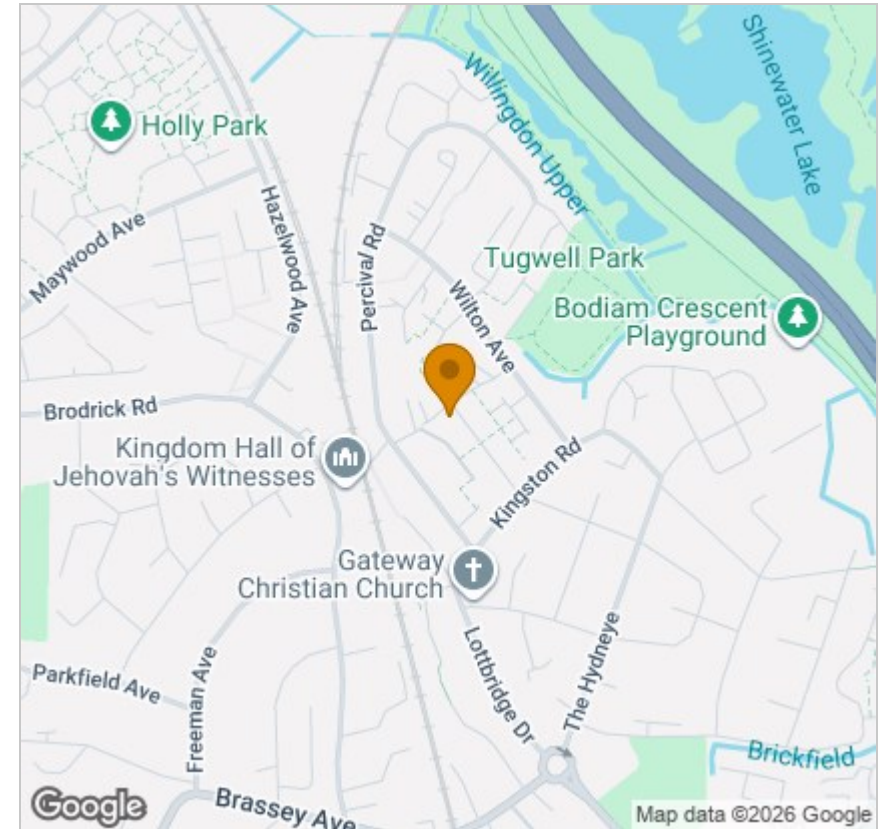 Shinewater Lake
Willingdon Upper
Holly Park
Hazelwood Ave
Maywood Ave
Percival Rd
Tugwell Park
Wilton Ave
Bodiam Crescent
Playground
Brodrick Rd
Kingdom Hall of
Jehovah's Witnesses
Kingston Rd
Gateway
Christian Church
Lottbridge Dr
The Hydneye
Parkfield Ave
Freeman Ave
Brickfield
Brassey Ave
Google
Map data ©2026 Google